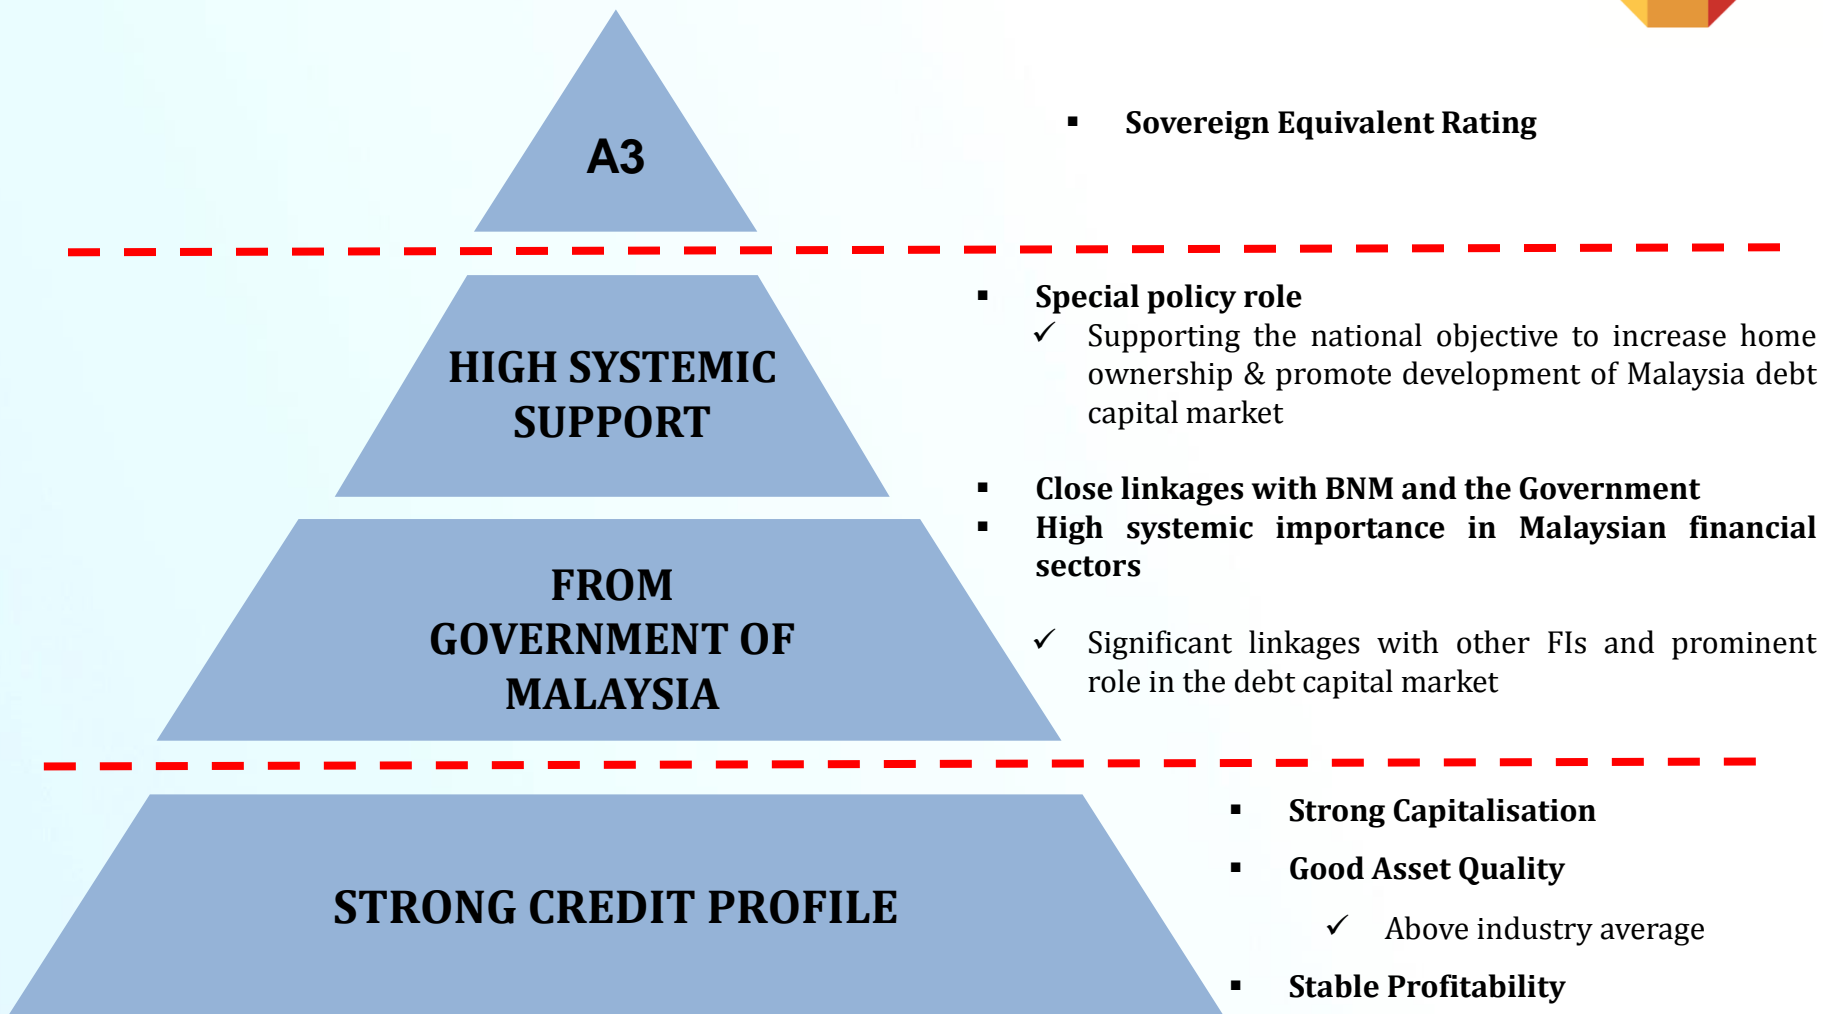 A3
▪ Sovereign Equivalent Rating
HIGH SYSTEMIC
SUPPORT
▪ Special policy role
✓ Supporting the national objective to increase home
ownership & promote development of Malaysia debt
capital market
▪ Close linkages with BNM and the Government
▪ High systemic importance in Malaysian financial
sectors
FROM
GOVERNMENT OF
MALAYSIA
✓ Significant linkages with other FIs and prominent
role in the debt capital market
STRONG CREDIT PROFILE
▪ Strong Capitalisation
▪ Good Asset Quality
✓ Above industry average
▪ Stable Profitability